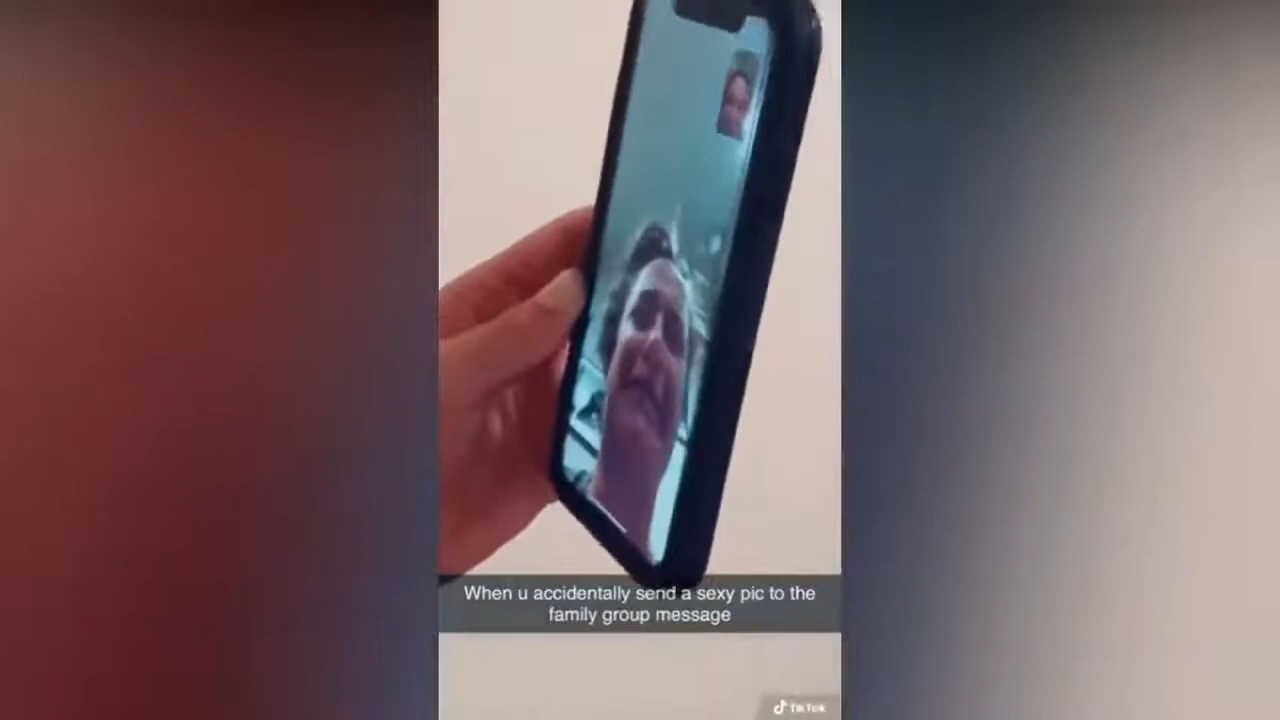 When u accidentally send a sexy pic to the
family group message
TikTok